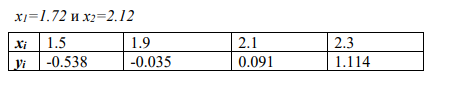 x1=1.72 и x2=2.12
xi 1.5 1.9 2.1 2.3
yi -0.538 -0.035 0.091 1.114